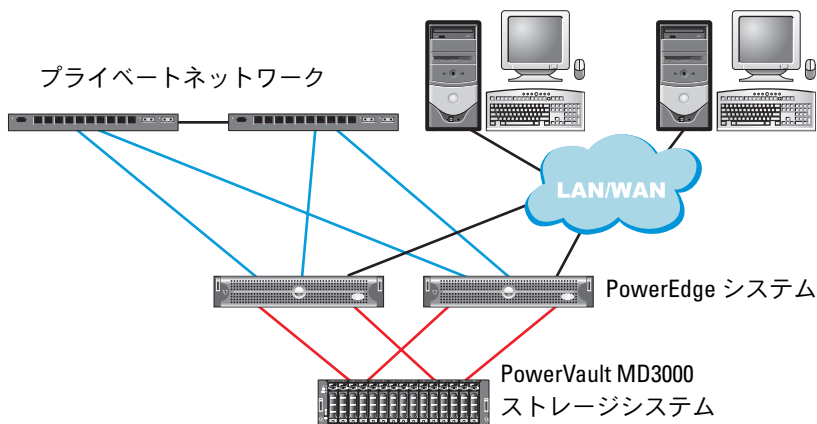 プライベートネットワーク
LAN/WAN
PowerEdge システム
PowerVault MD3000
ストレージシステム